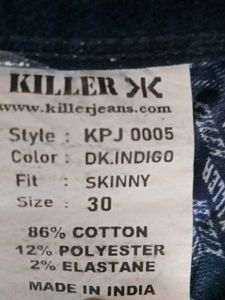 KILLER
www.killerjeans.com
Style : KPJ 0005
Color : DK.INDIGO
Fit : SKINNY
Size : 30
86% COTTON
12% POLYESTER
2% ELASTANE
MADE IN INDIA
KILLER